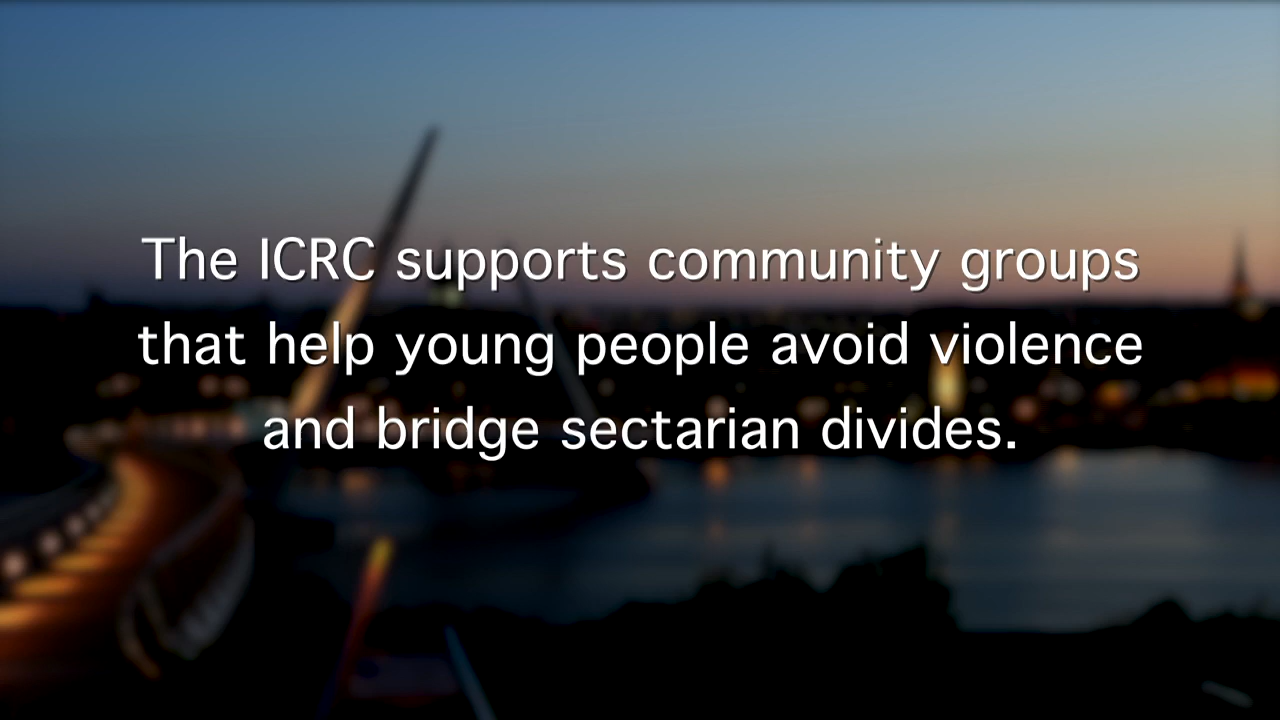 The ICRC supports community groups
that help young people avoid violence
and bridge sectarian divides.